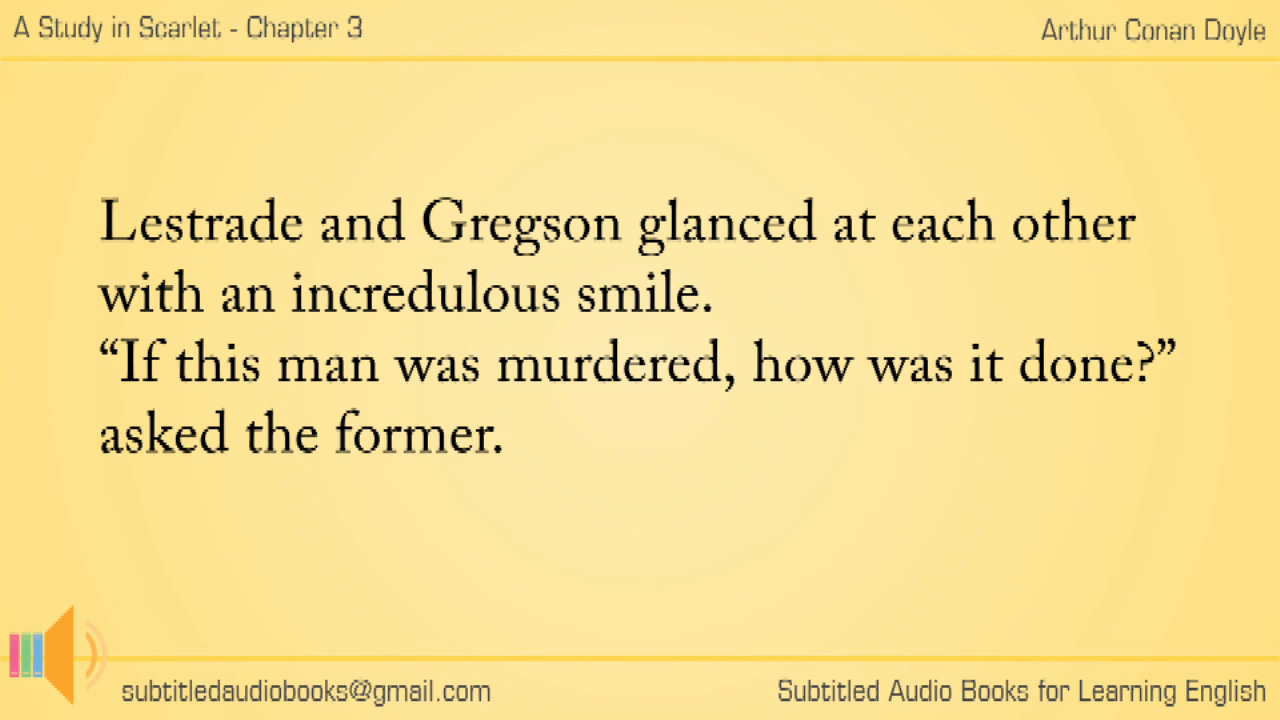 A Study in Scarlet - Chapter 3
Arthur Conan Doyle
Lestrade and Gregson glanced at each other
with an incredulous smile.
“If this man was murdered, how was it done?”
asked the former.
subtitledaudiobooks@gmail.com
Subtitled Audio Books for Learning English